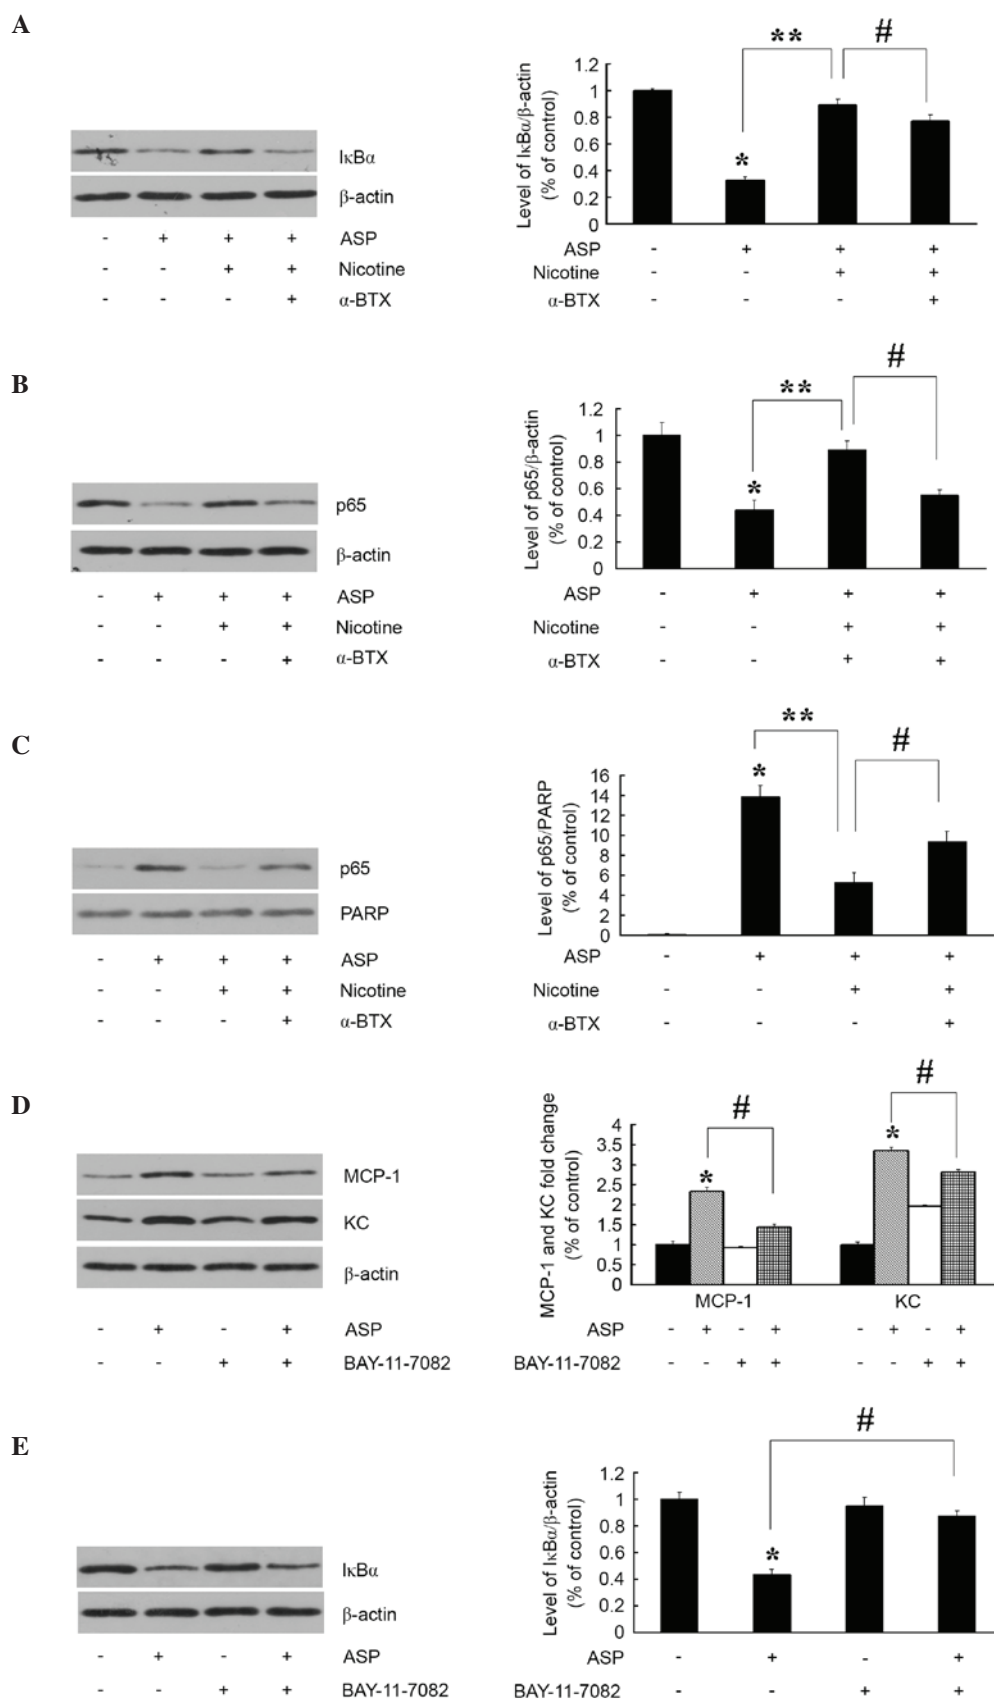 A
** #
Level of IκBα/β-actin
(% of control)
1.2
1
0.8
0.6
0.4
0.2
0
*
IκBα
β-actin
- + + + ASP
- - + + Nicotine
- - - + α-BTX
ASP - + + +
Nicotine - - + +
α-BTX - - - +
B
** #
Level of p65/β-actin
(% of control)
1.2
1
0.8
0.6
0.4
0.2
0
*
p65
β-actin
- + + + ASP
- - + + Nicotine
- - - + α-BTX
ASP - + + +
Nicotine - - + +
α-BTX - - + +
C
** #
Level of p65/PARP
(% of control)
16
14
12
10
8
6
4
2
0
*
p65
PARP
- + + + ASP
- - + + Nicotine
- - - + α-BTX
ASP - + + +
Nicotine - - + +
α-BTX - - - +
D
# #
MCP-1 and KC fold change
(% of control)
4
3.5
3
2.5
2
1.5
1
0.5
0
* *
MCP-1
KC
β-actin
- + - + ASP
- - + + BAY-11-7082
MCP-1 KC
ASP - + - + - + - +
BAY-11-7082 - - + + - - + +
E
#
Level of IκBα/β-actin
(% of control)
1.2
1
0.8
0.6
0.4
0.2
0
*
IκBα
β-actin
- + - + ASP
- - + + BAY-11-7082
ASP - + - +
BAY-11-7082 - - + +